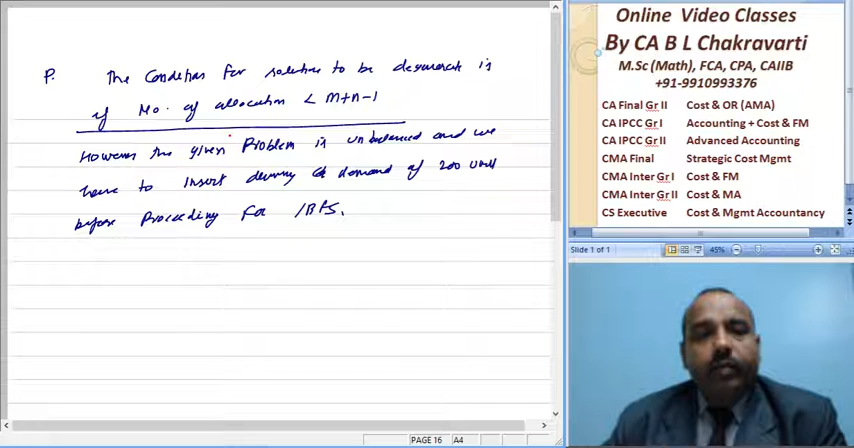 P. The Condition for solution to be degenerate is
if No. of allocation < m+n-1
However the given Problem is unbalanced and we
have to insert dummy demand of 200 unit
before Proceeding for IBFS.
Online Video Classes
By CA B L Chakravarti
M.Sc (Math), FCA, CPA, CAIIB
+91-9910993376
CA Final Gr II Cost & OR (AMA)
CA IPCC Gr I Accounting + Cost & FM
CA IPCC Gr II Advanced Accounting
CMA Final Strategic Cost Mgmt
CMA Inter Gr I Cost & FM
CMA Inter Gr II Cost & MA
CS Executive Cost & Mgmt Accountancy
Slide 1 of 1 45%
PAGE 16 A4